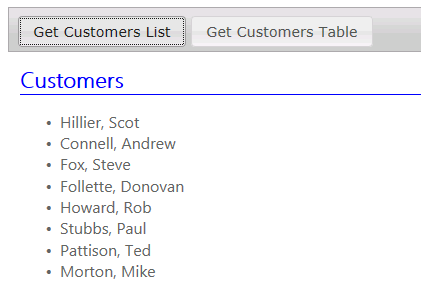 Get Customers List Get Customers Table
Customers
• Hillier, Scot
• Connell, Andrew
• Fox, Steve
• Follette, Donovan
• Howard, Rob
• Stubbs, Paul
• Pattison, Ted
• Morton, Mike